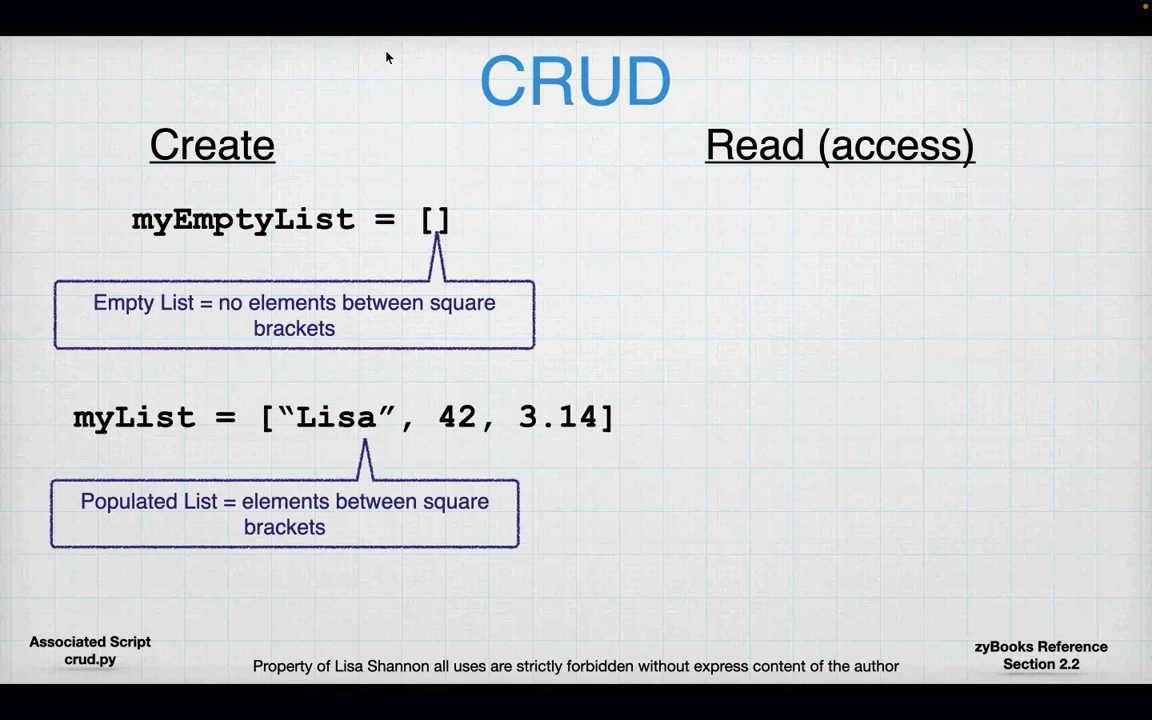 CRUD
Create
Read (access)
myEmptyList = []
Empty List = no elements between square
brackets
myList = [“Lisa”, 42, 3.14]
Populated List = elements between square
brackets
Associated Script
crud.py
Property of Lisa Shannon all uses are strictly forbidden without express content of the author
zyBooks Reference
Section 2.2